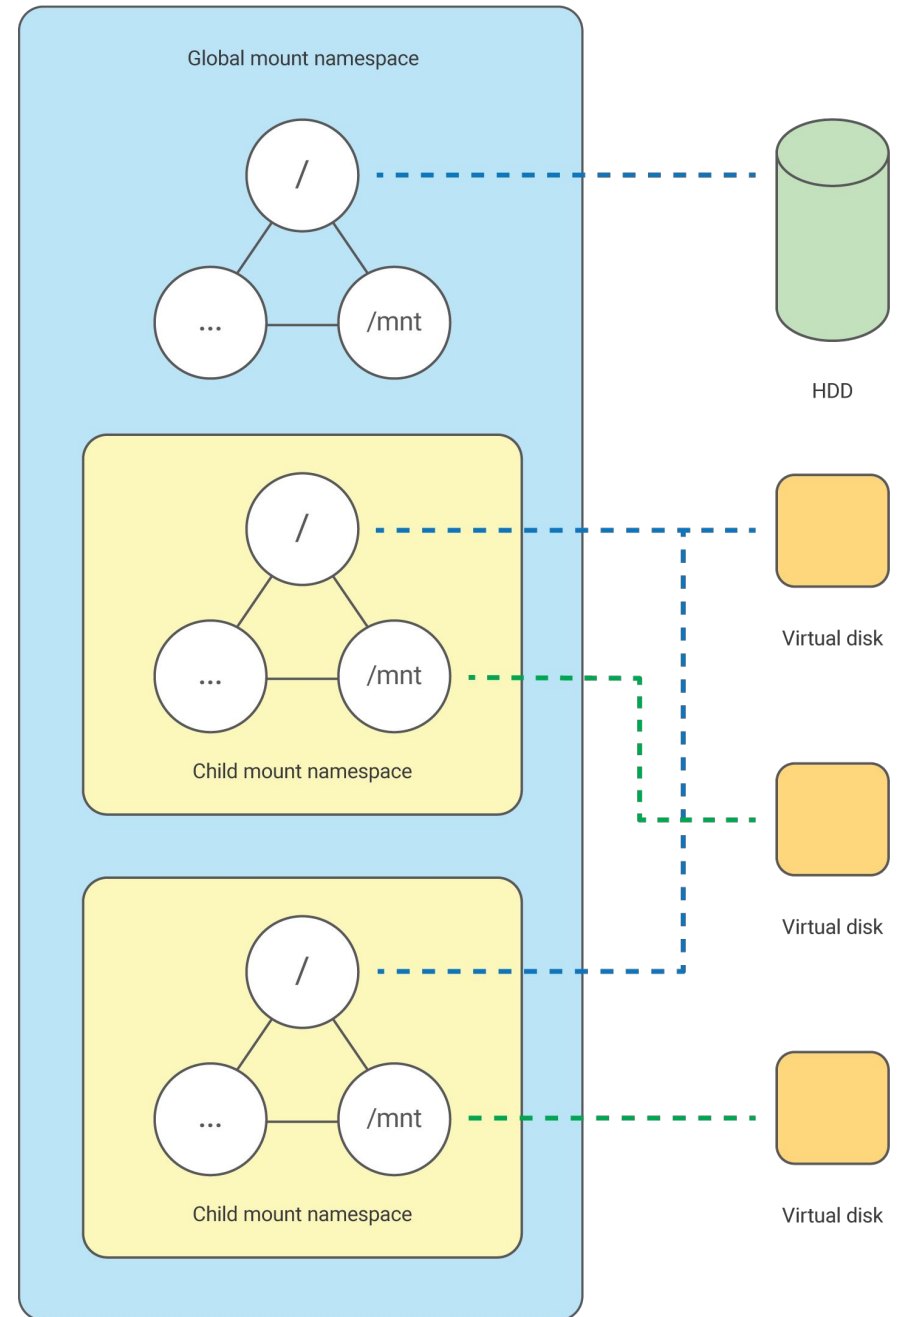 Global mount namespace
/
...
/mnt
HDD
/
...
/mnt
Virtual disk
Child mount namespace
Virtual disk
/
...
/mnt
Child mount namespace
Virtual disk